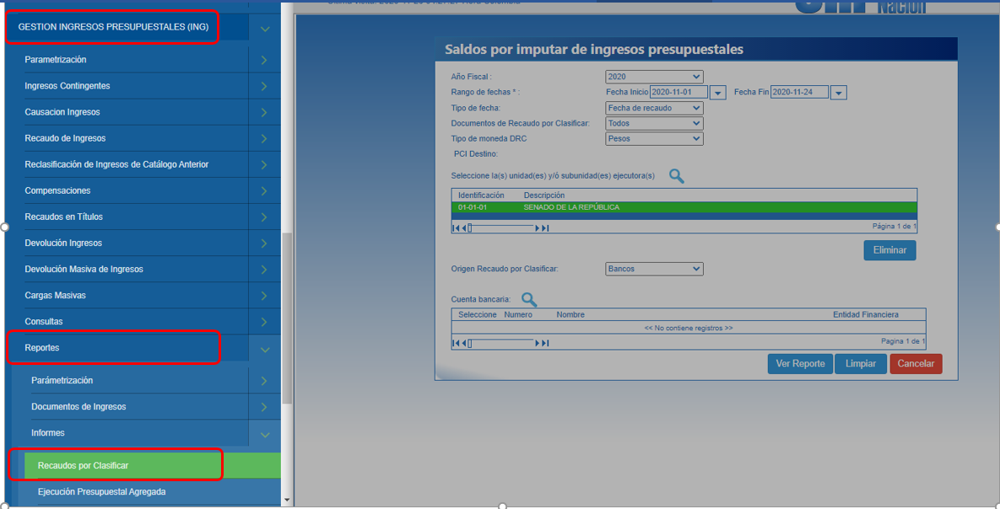 Nación
GESTION INGRESOS PRESUPUESTALES (ING)
Parametrización
Ingresos Contingentes
Causacion Ingresos
Recaudo de Ingresos
Reclasificación de Ingresos de Catálogo Anterior
Compensaciones
Recaudos en Títulos
Devolución Ingresos
Devolución Masiva de Ingresos
Cargas Masivas
Consultas
Reportes
Parámetrización
Documentos de Ingresos
Informes
Recaudos por Clasificar
Ejecución Presupuestal Agregada
Saldos por imputar de ingresos presupuestales
Año Fiscal : 2020
Rango de fechas * : Fecha Inicio 2020-11-01 Fecha Fin 2020-11-24
Tipo de fecha: Fecha de recaudo
Documentos de Recaudo por Clasificar: Todos
Tipo de moneda DRC Pesos
PCI Destino:
Seleccione la(s) unidad(es) y/ó subunidad(es) ejecutora(s)
Identificación Descripción
01-01-01 SENADO DE LA REPÚBLICA
Página 1 de 1
Eliminar
Origen Recaudo por Clasificar: Bancos
Cuenta bancaria:
Seleccione Numero Nombre Entidad Financiera
<< No contiene registros >>
Pagina 1 de 1
Ver Reporte Limpiar Cancelar